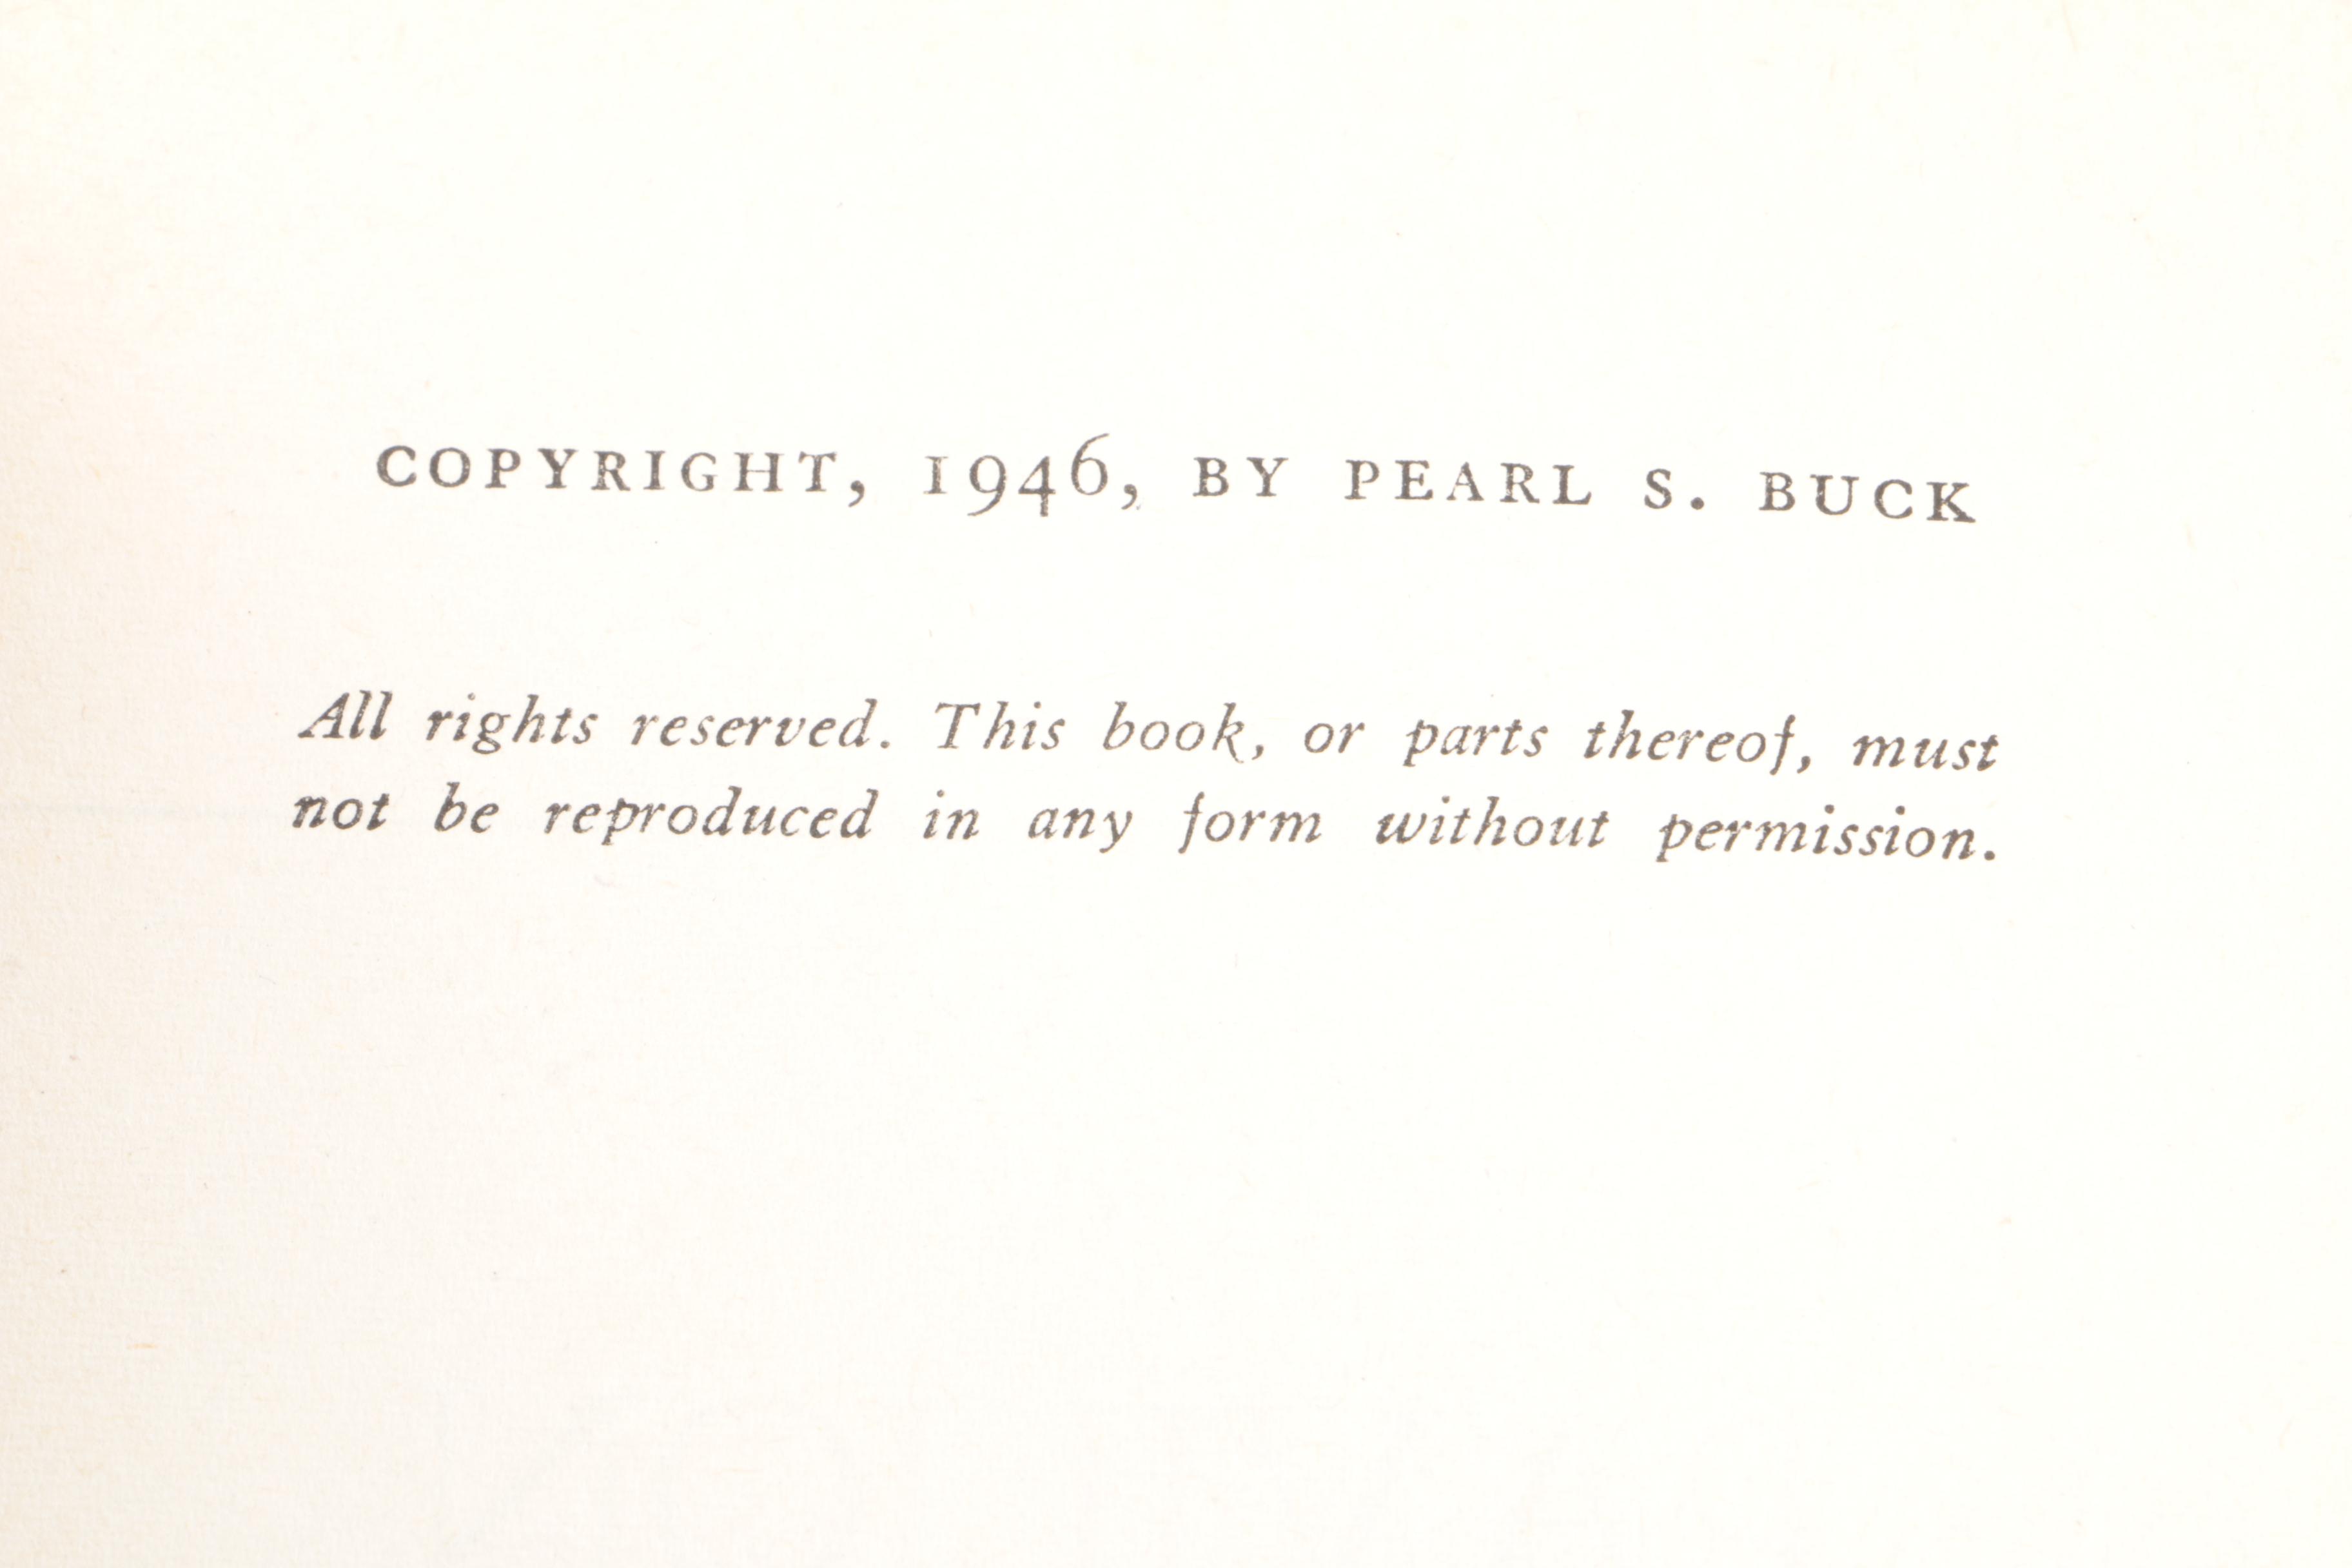 COPYRIGHT, 1946, BY PEARL S. BUCK
All rights reserved. This book, or parts thereof, must
not be reproduced in any form without permission.